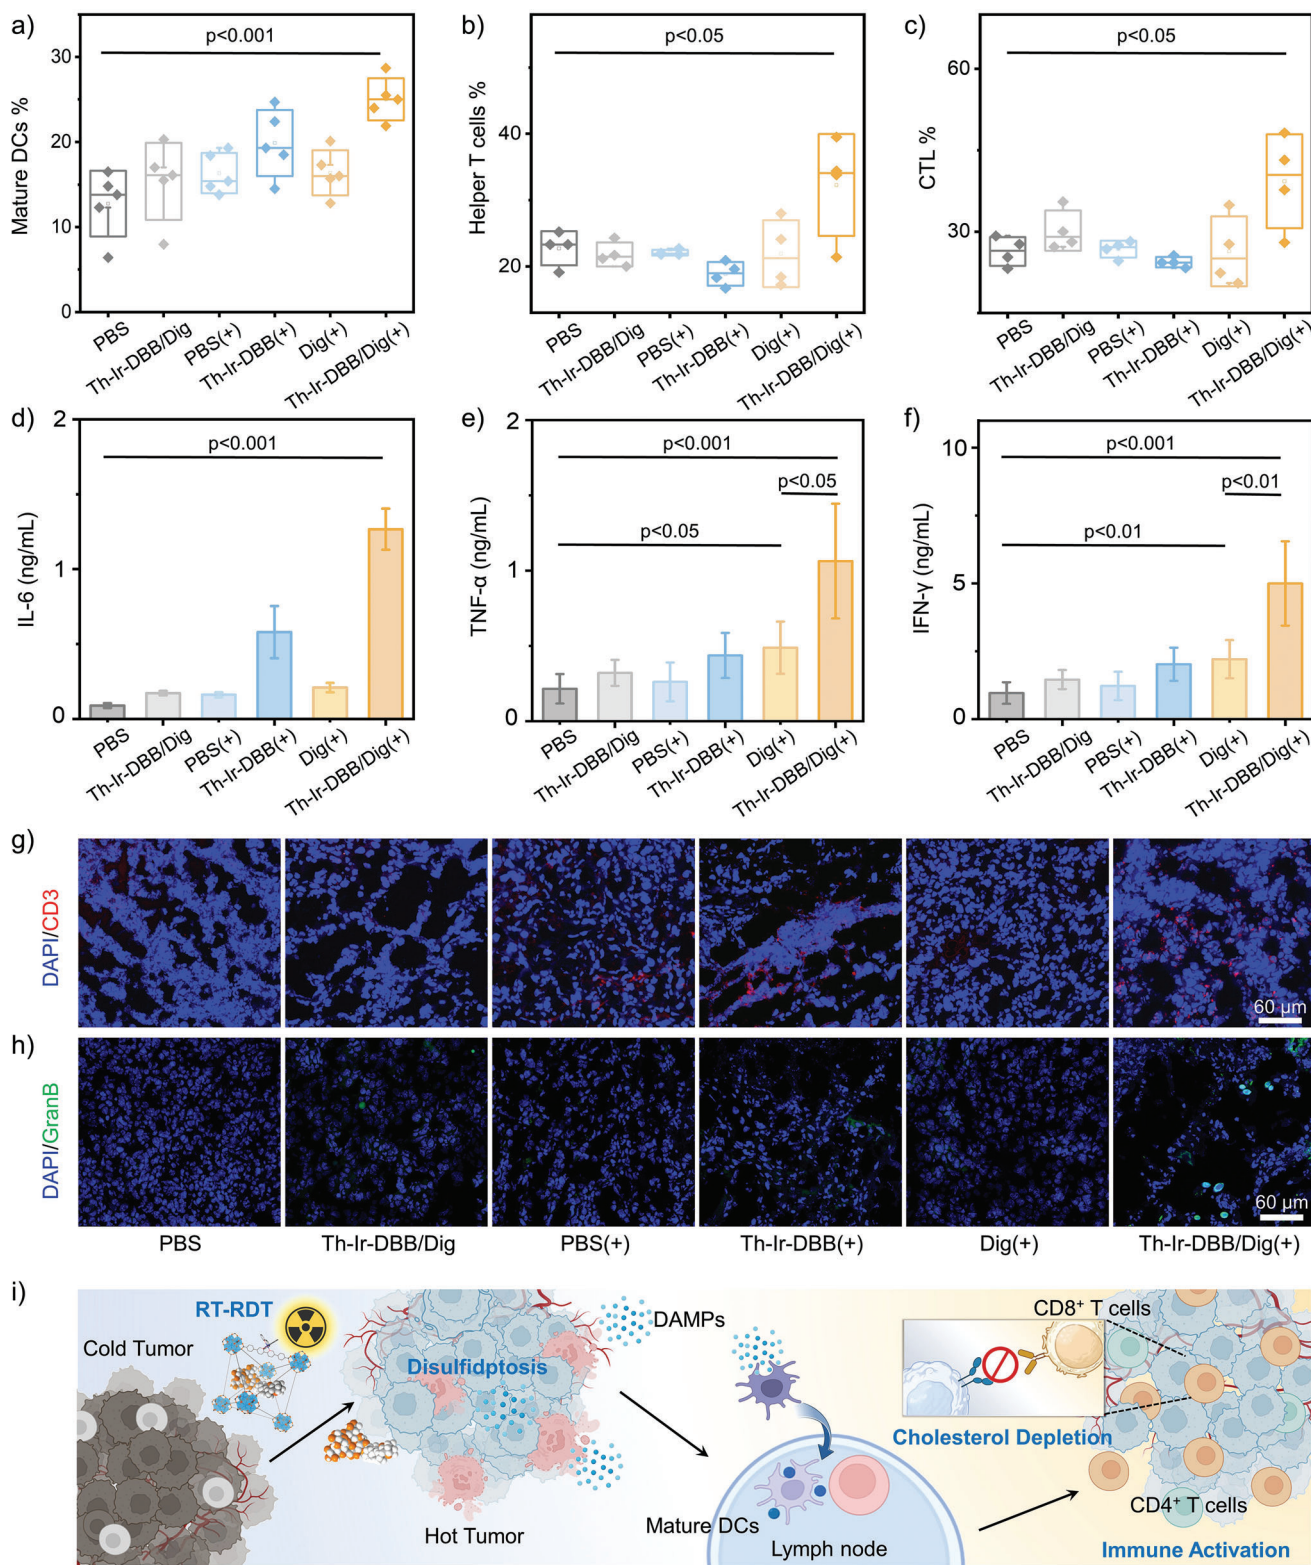 a)
p<0.001
Mature DCs %
30
20
10
0
PBS
Th-Ir-DBB/Dig
PBS(+)
Th-Ir-DBB(+)
Dig(+)
Th-Ir-DBB/Dig(+)
b)
p<0.05
Helper T cells %
40
20
PBS
Th-Ir-DBB/Dig
PBS(+)
Th-Ir-DBB(+)
Dig(+)
Th-Ir-DBB/Dig(+)
c)
p<0.05
CTL %
60
30
PBS
Th-Ir-DBB/Dig
PBS(+)
Th-Ir-DBB(+)
Dig(+)
Th-Ir-DBB/Dig(+)
d)
p<0.001
IL-6 (ng/mL)
2
1
0
PBS
Th-Ir-DBB/Dig
PBS(+)
Th-Ir-DBB(+)
Dig(+)
Th-Ir-DBB/Dig(+)
e)
p<0.001
p<0.05
p<0.05
TNF-α (ng/mL)
2
1
0
PBS
Th-Ir-DBB/Dig
PBS(+)
Th-Ir-DBB(+)
Dig(+)
Th-Ir-DBB/Dig(+)
f)
p<0.001
p<0.01
p<0.01
IFN-γ (ng/mL)
10
5
0
PBS
Th-Ir-DBB/Dig
PBS(+)
Th-Ir-DBB(+)
Dig(+)
Th-Ir-DBB/Dig(+)
g)
DAPI/CD3
60 μm
h)
DAPI/GranB
60 μm
PBS
Th-Ir-DBB/Dig
PBS(+)
Th-Ir-DBB(+)
Dig(+)
Th-Ir-DBB/Dig(+)
i)
RT-RDT
Cold Tumor
Disulfidptosis
Hot Tumor
DAMPs
Mature DCs
Lymph node
CD8⁺ T cells
Cholesterol Depletion
CD4⁺ T cells
Immune Activation